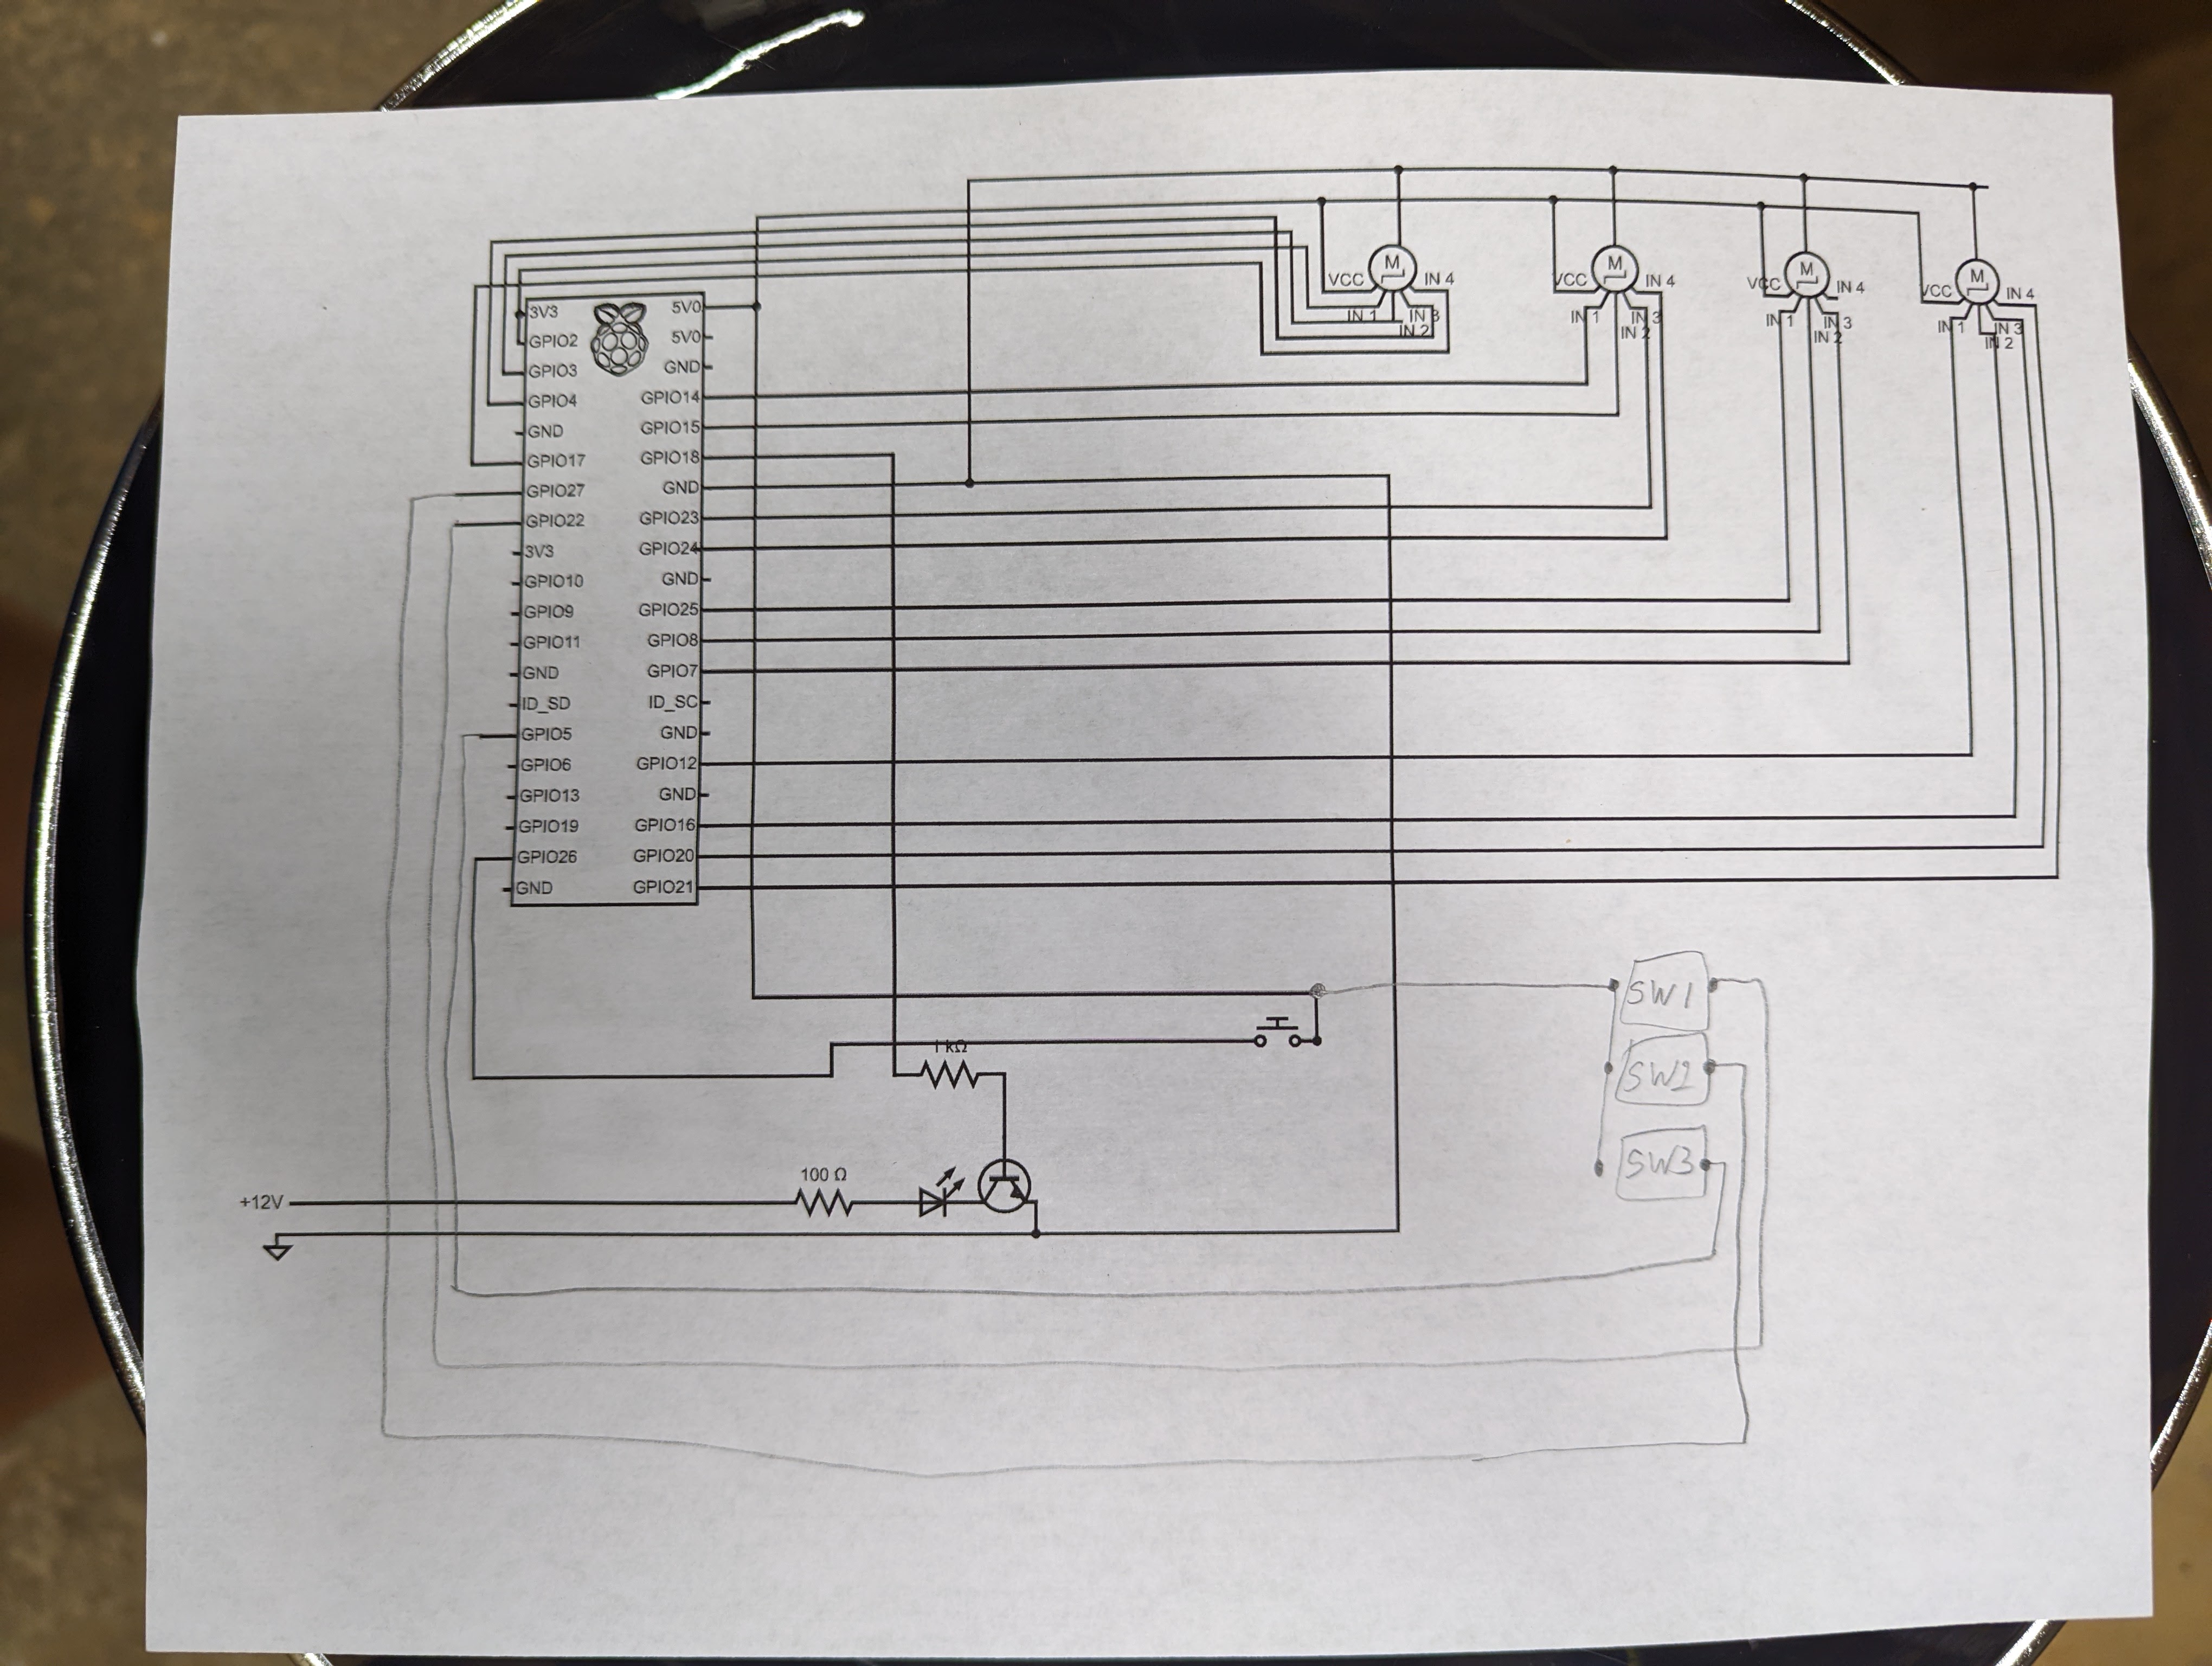 M M M M
VCC IN 4 VCC IN 4 VCC IN 4 VCC IN 4
IN 1 IN 3 IN 1 IN 3 IN 1 IN 3 IN 1 IN 3
IN 2 IN 2 IN 2 IN 2
3V3 5V0
GPIO2 5V0
GPIO3 GND
GPIO4 GPIO14
GND GPIO15
GPIO17 GPIO18
GPIO27 GND
GPIO22 GPIO23
3V3 GPIO24
GPIO10 GND
GPIO9 GPIO25
GPIO11 GPIO8
GND GPIO7
ID_SD ID_SC
GPIO5 GND
GPIO6 GPIO12
GPIO13 GND
GPIO19 GPIO16
GPIO26 GPIO20
GND GPIO21
SW1
1 kΩ
SW2
SW3
100 Ω
+12V